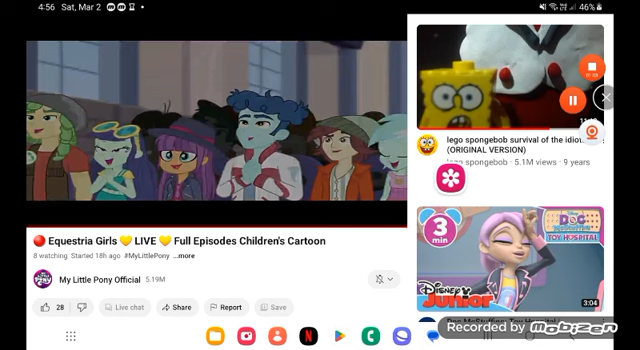 4:56 Sat, Mar 2
46%
lego spongebob survival of the idiot
(ORIGINAL VERSION)
lego spongebob · 5.1M views · 9 years
Equestria Girls 💛 LIVE 💛 Full Episodes Children's Cartoon
8 watching Started 18h ago #MyLittlePony ...more
My Little Pony Official 5.19M
28
Live chat
Share
Report
Save
3
min
DOC
McSTUFFINS
TOY HOSPITAL
Disney
Junior
3:04
Recorded by mobizen